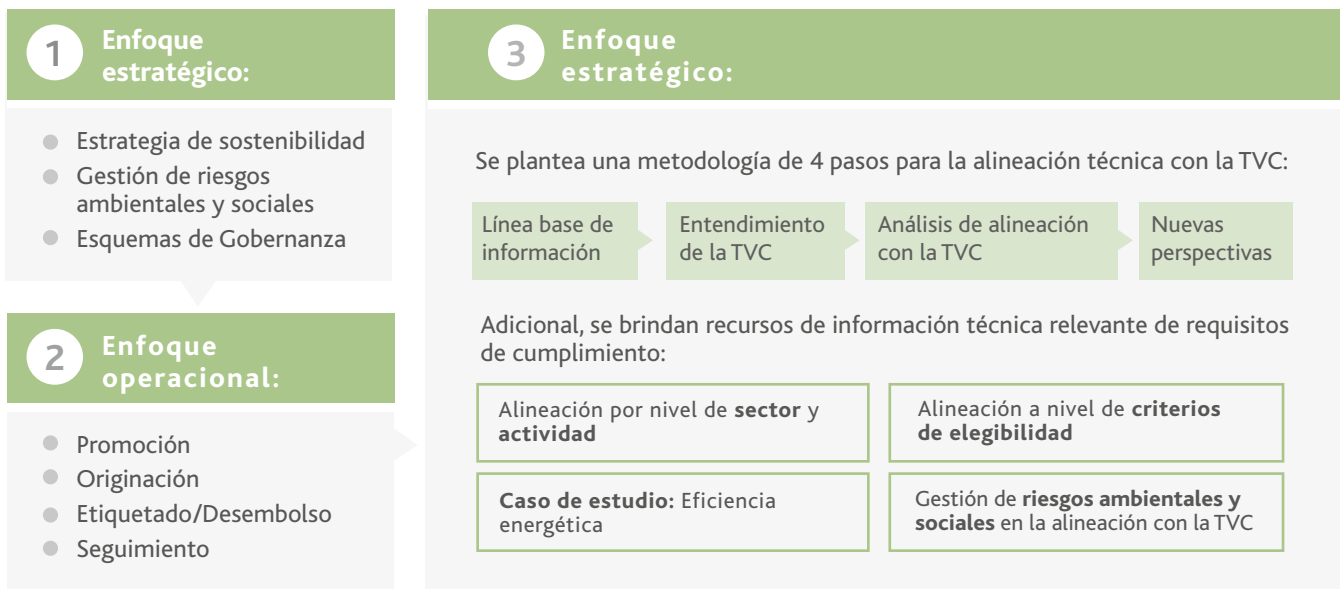 1
Enfoque
estratégico:
Estrategia de sostenibilidad
Gestión de riesgos
ambientales y sociales
Esquemas de Gobernanza
2
Enfoque
operacional:
Promoción
Originación
Etiquetado/Desembolso
Seguimiento
3
Enfoque
estratégico:
Se plantea una metodología de 4 pasos para la alineación técnica con la TVC:
Línea base de
información
Entendimiento
de la TVC
Análisis de alineación
con la TVC
Nuevas
perspectivas
Adicional, se brindan recursos de información técnica relevante de requisitos
de cumplimiento:
Alineación por nivel de sector y
actividad
Alineación a nivel de criterios
de elegibilidad
Caso de estudio: Eficiencia
energética
Gestión de riesgos ambientales y
sociales en la alineación con la TVC